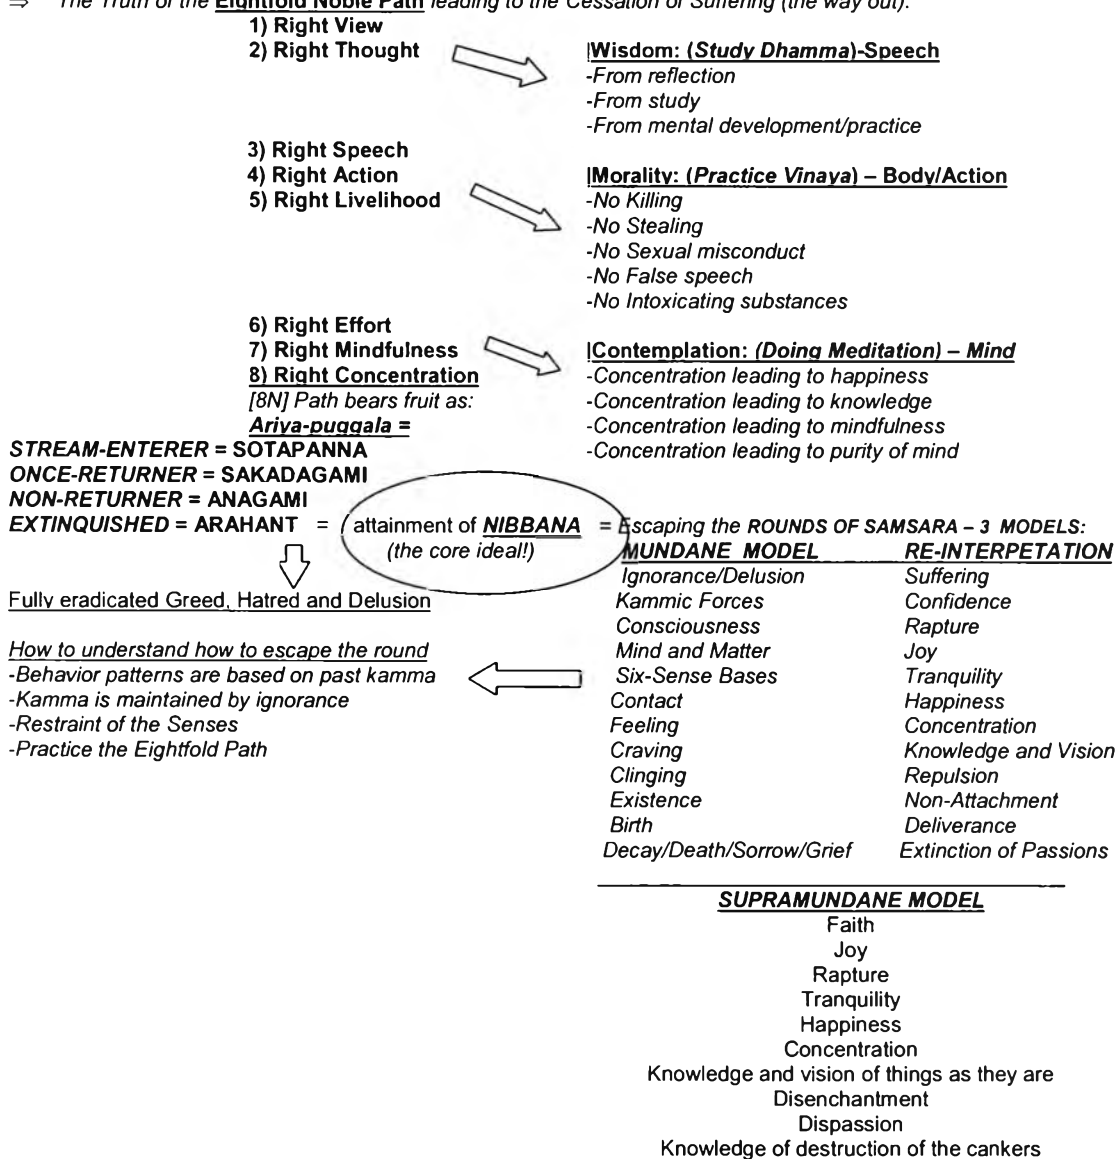 ⇒ The Truth of the Eightfold Noble Path leading to the Cessation of Suffering (the way out).
1) Right View
2) Right Thought
|Wisdom: (Study Dhamma)-Speech
-From reflection
-From study
-From mental development/practice
3) Right Speech
4) Right Action
5) Right Livelihood
|Morality: (Practice Vinaya) – Body/Action
-No Killing
-No Stealing
-No Sexual misconduct
-No False speech
-No Intoxicating substances
6) Right Effort
7) Right Mindfulness
8) Right Concentration
|Contemplation: (Doing Meditation) – Mind
-Concentration leading to happiness
-Concentration leading to knowledge
-Concentration leading to mindfulness
-Concentration leading to purity of mind
[8N] Path bears fruit as:
Ariya-puggala =
STREAM-ENTERER = SOTAPANNA
ONCE-RETURNER = SAKADAGAMI
NON-RETURNER = ANAGAMI
EXTINQUISHED = ARAHANT = attainment of NIBBANA = Escaping the ROUNDS OF SAMSARA – 3 MODELS:
(the core ideal!)
Fully eradicated Greed, Hatred and Delusion
How to understand how to escape the round
-Behavior patterns are based on past kamma
-Kamma is maintained by ignorance
-Restraint of the Senses
-Practice the Eightfold Path
MUNDANE MODEL RE-INTERPETATION
Ignorance/Delusion Suffering
Kammic Forces Confidence
Consciousness Rapture
Mind and Matter Joy
Six-Sense Bases Tranquility
Contact Happiness
Feeling Concentration
Craving Knowledge and Vision
Clinging Repulsion
Existence Non-Attachment
Birth Deliverance
Decay/Death/Sorrow/Grief Extinction of Passions
SUPRAMUNDANE MODEL
Faith
Joy
Rapture
Tranquility
Happiness
Concentration
Knowledge and vision of things as they are
Disenchantment
Dispassion
Knowledge of destruction of the cankers